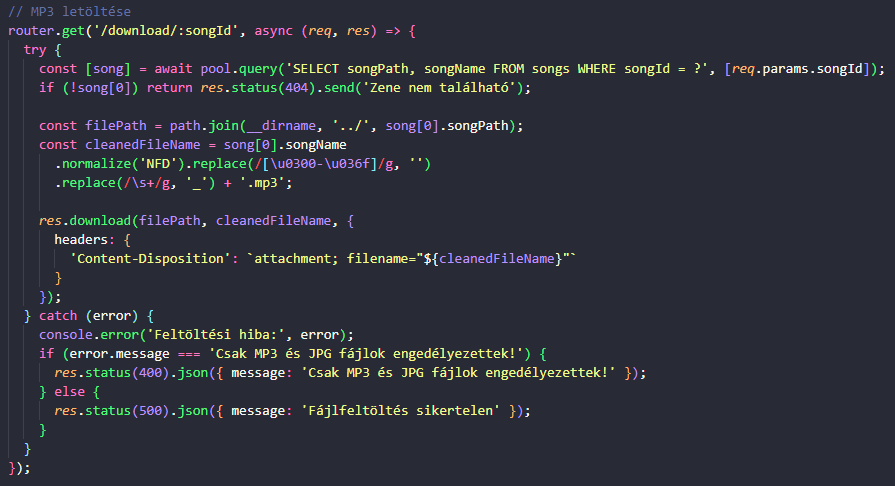 // MP3 letöltése
router.get('/download/:songId', async (req, res) => {
  try {
    const [song] = await pool.query('SELECT songPath, songName FROM songs WHERE songId = ?', [req.params.songId]);
    if (!song[0]) return res.status(404).send('Zene nem található');

    const filePath = path.join(__dirname, '../', song[0].songPath);
    const cleanedFileName = song[0].songName
      .normalize('NFD').replace(/[\u0300-\u036f]/g, '')
      .replace(/\s+/g, '_') + '.mp3';

    res.download(filePath, cleanedFileName, {
      headers: {
        'Content-Disposition': `attachment; filename="${cleanedFileName}"`
      }
    });
  } catch (error) {
    console.error('Feltöltési hiba:', error);
    if (error.message === 'Csak MP3 és JPG fájlok engedélyezettek!') {
      res.status(400).json({ message: 'Csak MP3 és JPG fájlok engedélyezettek!' });
    } else {
      res.status(500).json({ message: 'Fájlfeltöltés sikertelen' });
    }
  }
});